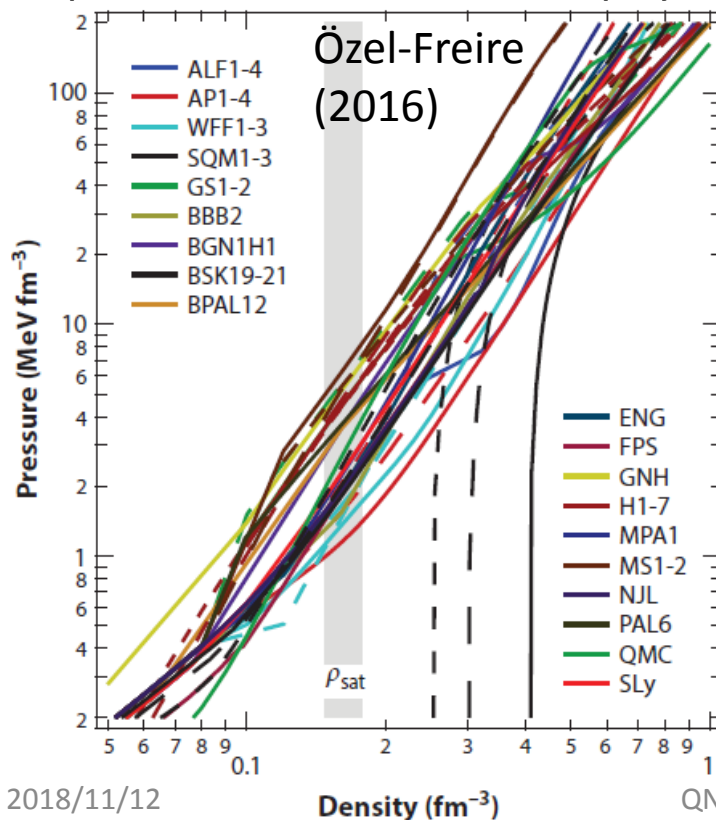 Özel-Freire
(2016)
ALF1-4
AP1-4
WFF1-3
SQM1-3
GS1-2
BBB2
BGN1H1
BSK19-21
BPAL12
ENG
FPS
GNH
H1-7
MPA1
MS1-2
NJL
PAL6
QMC
SLy
ρsat
Pressure (MeV fm⁻³)
2
100
8
6
4
2
10
8
6
4
2
1
8
6
4
2
5 6 7 8 9 0.1 2 3 4 5 6 7 8 9 1
Density (fm⁻³)
2018/11/12
QN